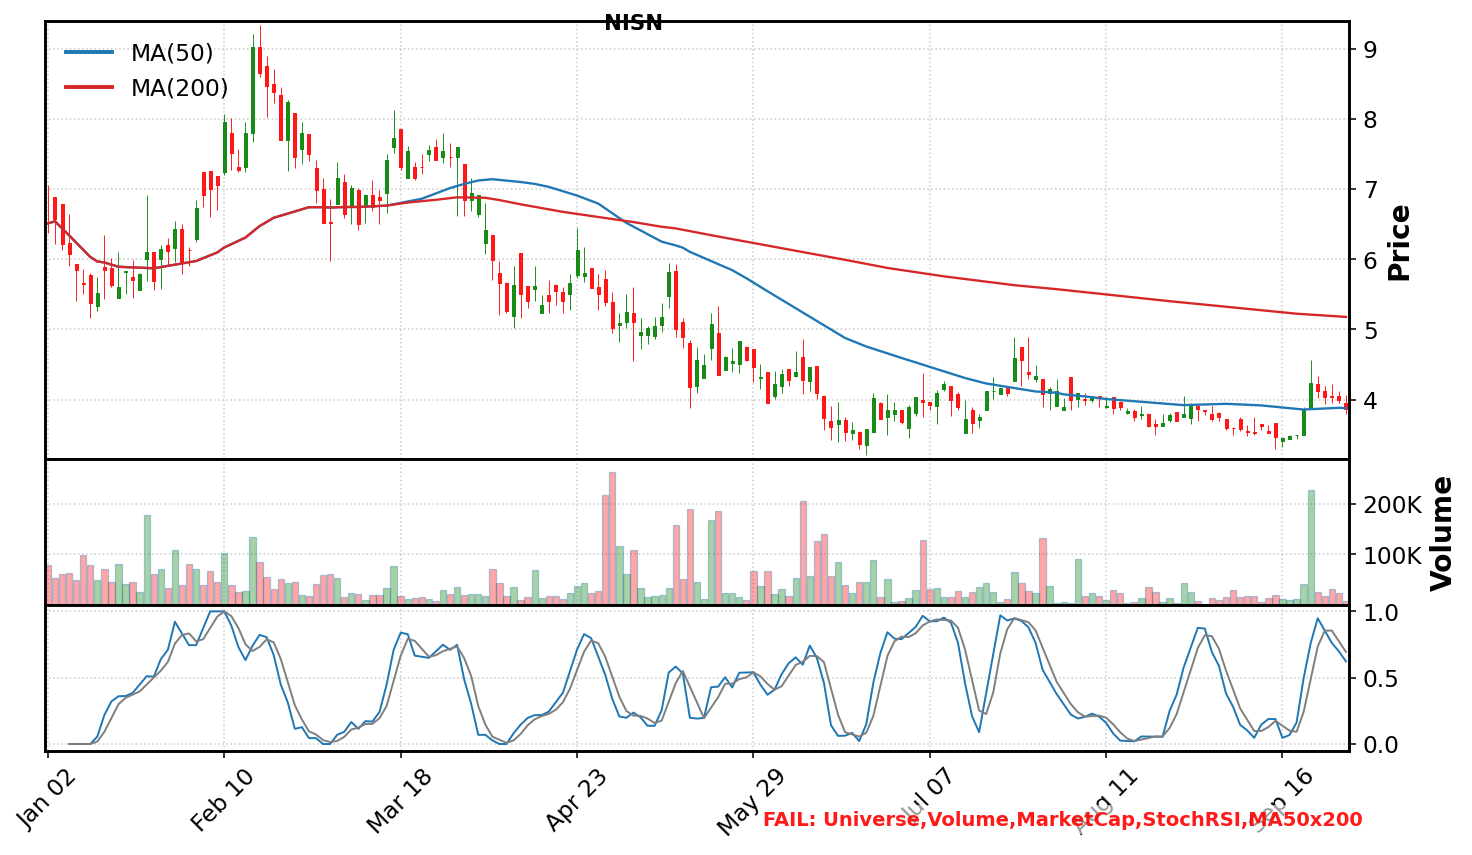 NISN
MA(50)
MA(200)
9
8
7
6
5
4
Price
200K
100K
Volume
1.0
0.5
0.0
Jan 02
Feb 10
Mar 18
Apr 23
May 29
Jul 07
Aug 11
Sep 16
FAIL: Universe,Volume,MarketCap,StochRSI,MA50x200